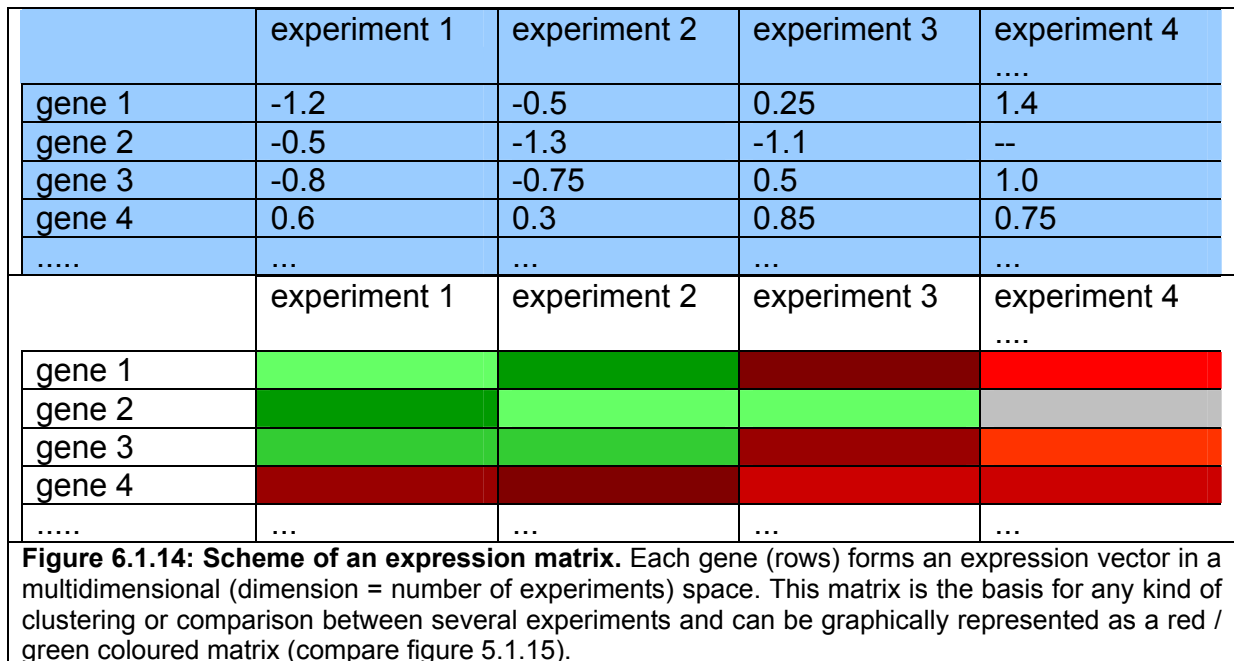 experiment 1 experiment 2 experiment 3 experiment 4
....
gene 1 -1.2 -0.5 0.25 1.4
gene 2 -0.5 -1.3 -1.1 --
gene 3 -0.8 -0.75 0.5 1.0
gene 4 0.6 0.3 0.85 0.75
..... ... ... ... ...
experiment 1 experiment 2 experiment 3 experiment 4
....
gene 1
gene 2
gene 3
gene 4
..... ... ... ... ...
Figure 6.1.14: Scheme of an expression matrix. Each gene (rows) forms an expression vector in a
multidimensional (dimension = number of experiments) space. This matrix is the basis for any kind of
clustering or comparison between several experiments and can be graphically represented as a red /
green coloured matrix (compare figure 5.1.15).